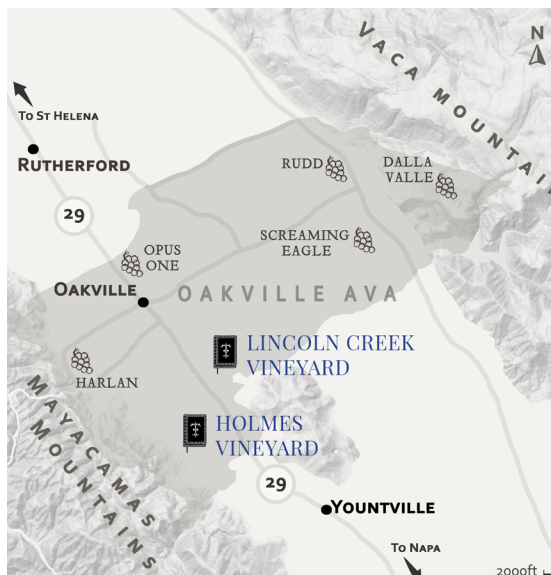 VACA MOUNTAI
N
To St Helena
Rutherford
29
RUDD
DALLA
VALLE
SCREAMING
EAGLE
OPUS
ONE
Oakville
OAKVILLE AVA
LINCOLN CREEK
VINEYARD
HARLAN
HOLMES
VINEYARD
MAYACAMAS
MOUNTAINS
29
Yountville
To Napa
2000ft